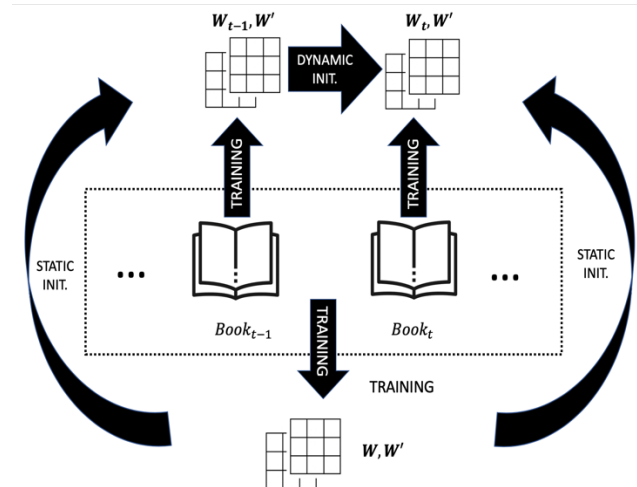 W_{t−1}, W'
W_t, W'
DYNAMIC
INIT.
TRAINING
TRAINING
STATIC
INIT.
...
...
STATIC
INIT.
Book_{t−1}
Book_t
TRAINING
TRAINING
W, W'